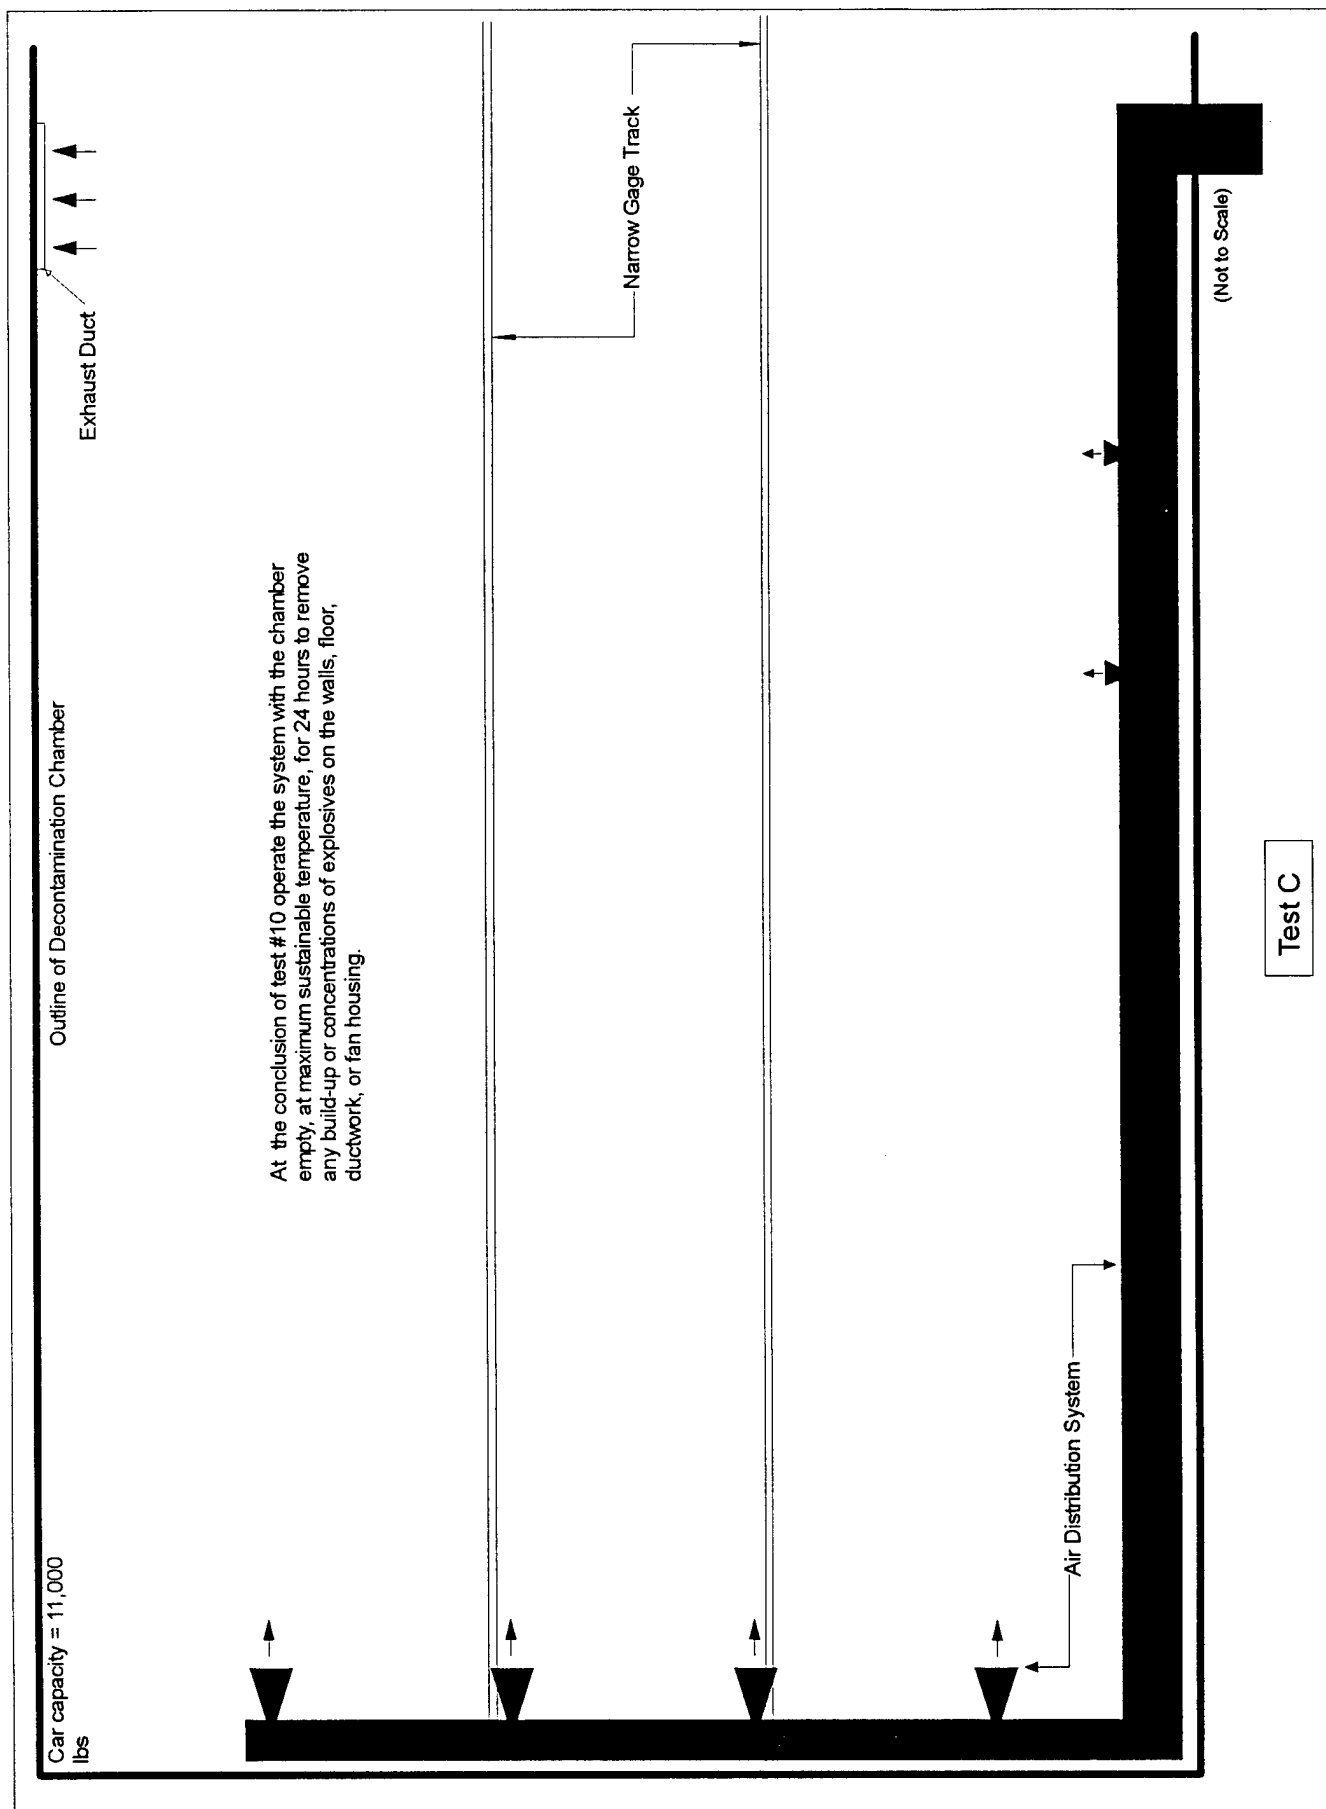 Car capacity = 11,000
lbs
Outline of Decontamination Chamber
Exhaust Duct
At the conclusion of test #10 operate the system with the chamber
empty, at maximum sustainable temperature, for 24 hours to remove
any build-up or concentrations of explosives on the walls, floor,
ductwork, or fan housing.
Narrow Gage Track
Air Distribution System
(Not to Scale)
Test C